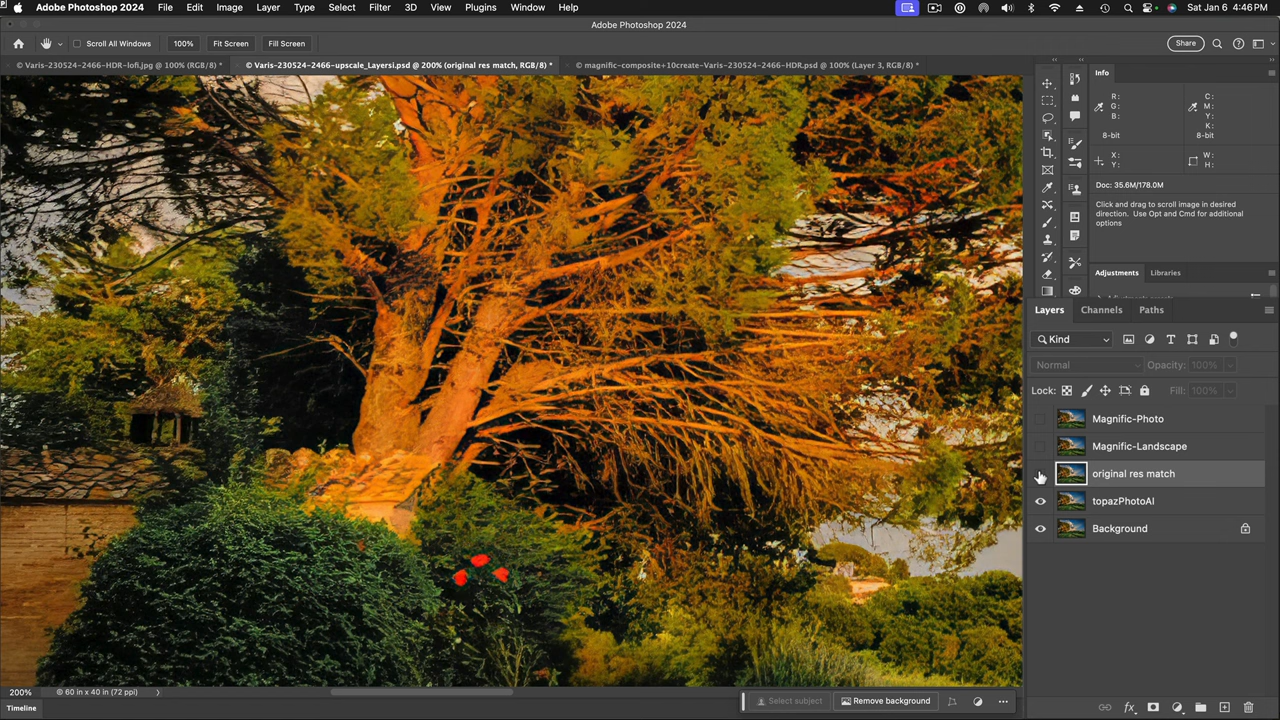 Adobe Photoshop 2024 File Edit Image Layer Type Select Filter 3D View Plugins Window Help Sat Jan 6 4:46 PM
Adobe Photoshop 2024
Scroll All Windows 100% Fit Screen Fill Screen Share
© Varis-230524-2466-HDR-lofi.jpg @ 100% (RGB/8) * © Varis-230524-2466-upscale_Layersi.psd @ 200% (original res match, RGB/8) * © magnific-composite+10create-Varis-230524-2466-HDR.psd @ 100% (Layer 3, RGB/8) *
Info
R: C:
G: M:
B: Y:
K:
8-bit 8-bit
X: W:
Y: H:
Doc: 35.6M/178.0M
Click and drag to scroll image in desired
direction. Use Opt and Cmd for additional
options
Adjustments Libraries
Layers Channels Paths
Kind
Normal Opacity: 100%
Lock: Fill: 100%
Magnific-Photo
Magnific-Landscape
original res match
topazPhotoAI
Background
200% 60 in x 40 in (72 ppi) Select subject Remove background
Timeline